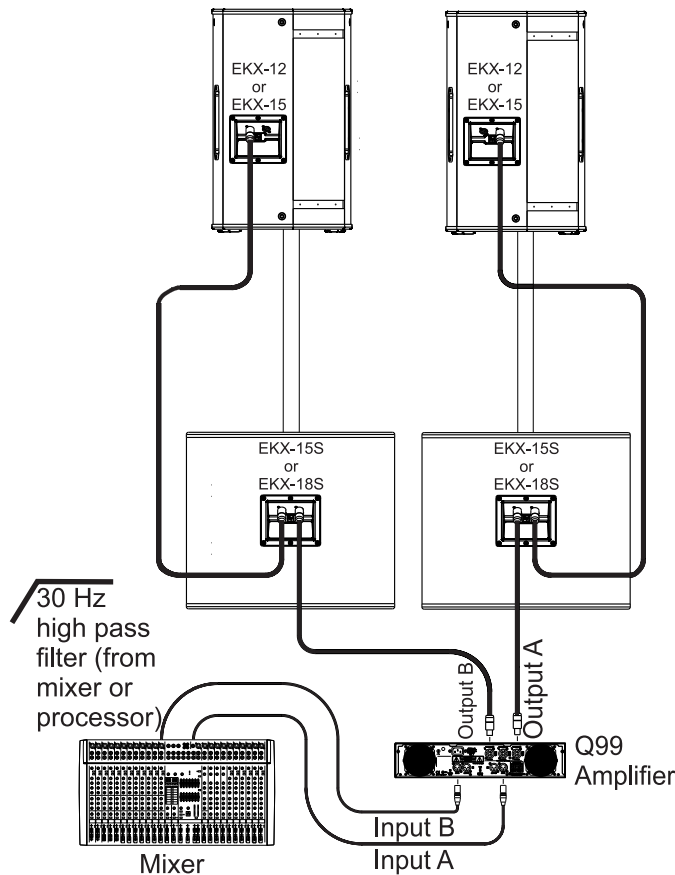 EKX-12
or
EKX-15
EKX-12
or
EKX-15
EKX-15S
or
EKX-18S
EKX-15S
or
EKX-18S
30 Hz
high pass
filter (from
mixer or
processor)
Output B
Output A
Q99
Amplifier
Input B
Input A
Mixer